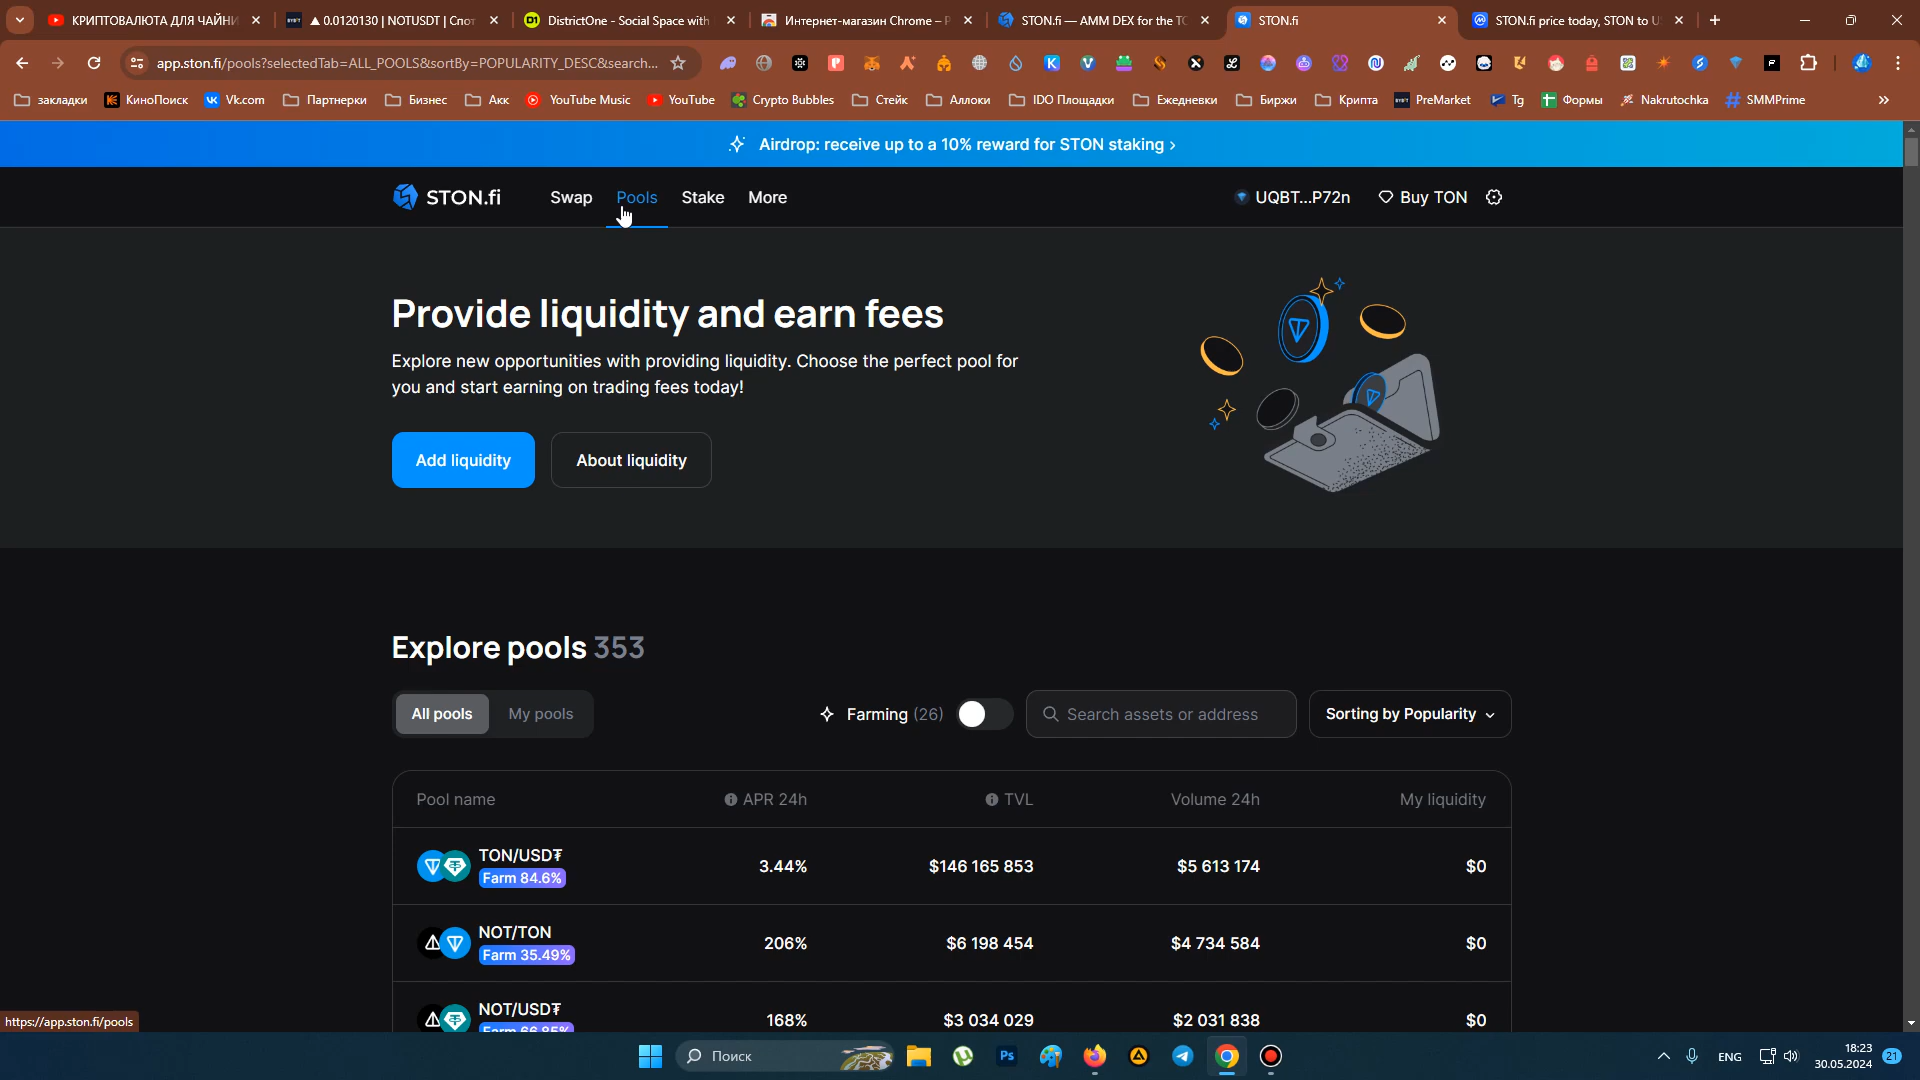 КРИПТОВАЛЮТА ДЛЯ ЧАЙНИ
▲ 0.0120130 | NOTUSDT | Спот
DistrictOne - Social Space with
Интернет-магазин Chrome – Р
STON.fi — AMM DEX for the TO
STON.fi
STON.fi price today, STON to U
app.ston.fi/pools?selectedTab=ALL_POOLS&sortBy=POPULARITY_DESC&search...
закладки
КиноПоиск
Vk.com
Партнерки
Бизнес
Акк
YouTube Music
YouTube
Crypto Bubbles
Стейк
Аллоки
IDO Площадки
Ежедневки
Биржи
Крипта
PreMarket
Tg
Формы
Nakrutochka
SMMPrime
Airdrop: receive up to a 10% reward for STON staking ›
STON.fi
Swap
Pools
Stake
More
UQBT...P72n
Buy TON
Provide liquidity and earn fees
Explore new opportunities with providing liquidity. Choose the perfect pool for
you and start earning on trading fees today!
Add liquidity
About liquidity
Explore pools 353
All pools
My pools
Farming (26)
Search assets or address
Sorting by Popularity
Pool name
APR 24h
TVL
Volume 24h
My liquidity
TON/USD₮
Farm 84.6%
3.44%
$146 165 853
$5 613 174
$0
NOT/TON
Farm 35.49%
206%
$6 198 454
$4 734 584
$0
NOT/USD₮
Farm 66.85%
168%
$3 034 029
$2 031 838
$0
https://app.ston.fi/pools
Поиск
Ps
ENG
18:23
30.05.2024
21